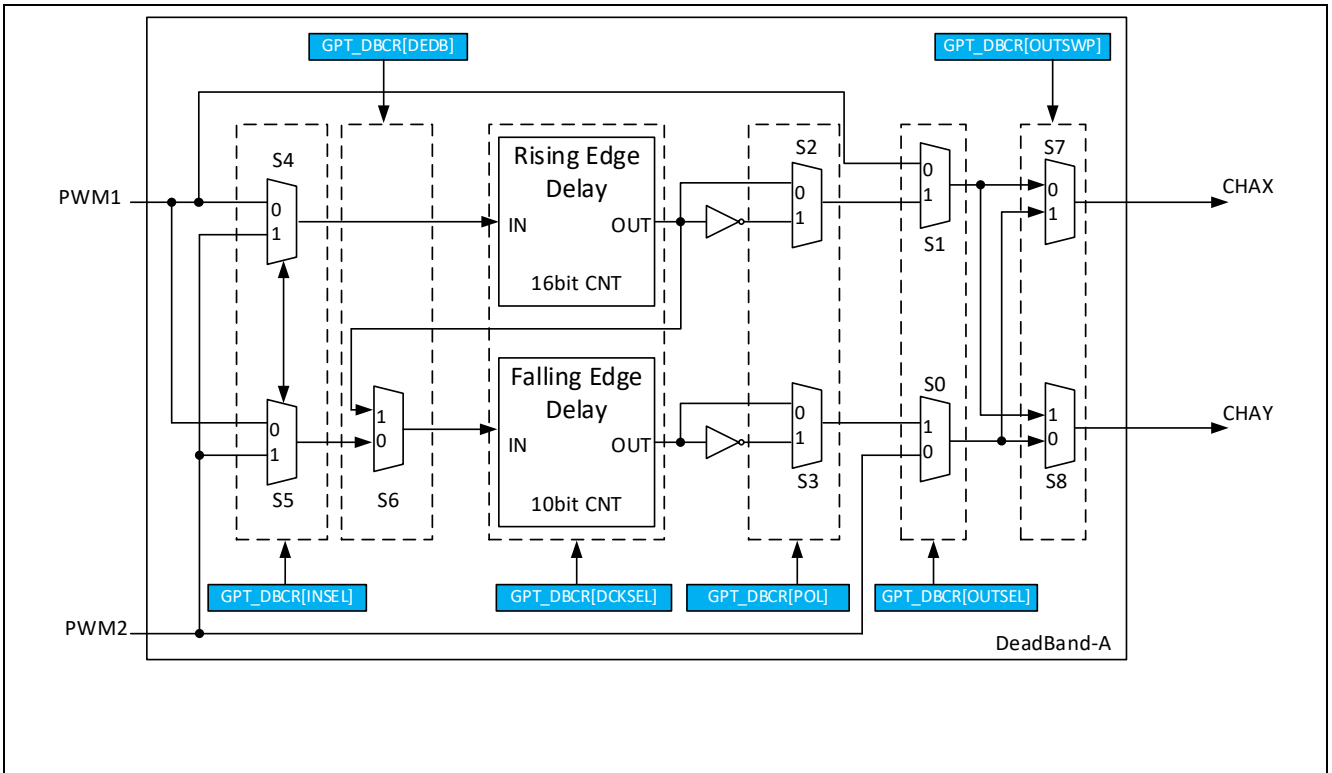 GPT_DBCR[DEDB]
GPT_DBCR[OUTSWP]
S4
Rising Edge
Delay
IN
OUT
16bit CNT
S2
0
1
0
1
S1
S7
0
1
CHAX
PWM1
0
1
Falling Edge
Delay
IN
OUT
10bit CNT
0
1
S5
1
0
S6
0
1
S3
S0
1
0
1
0
S8
CHAY
GPT_DBCR[INSEL]
GPT_DBCR[DCKSEL]
GPT_DBCR[POL]
GPT_DBCR[OUTSEL]
PWM2
DeadBand-A